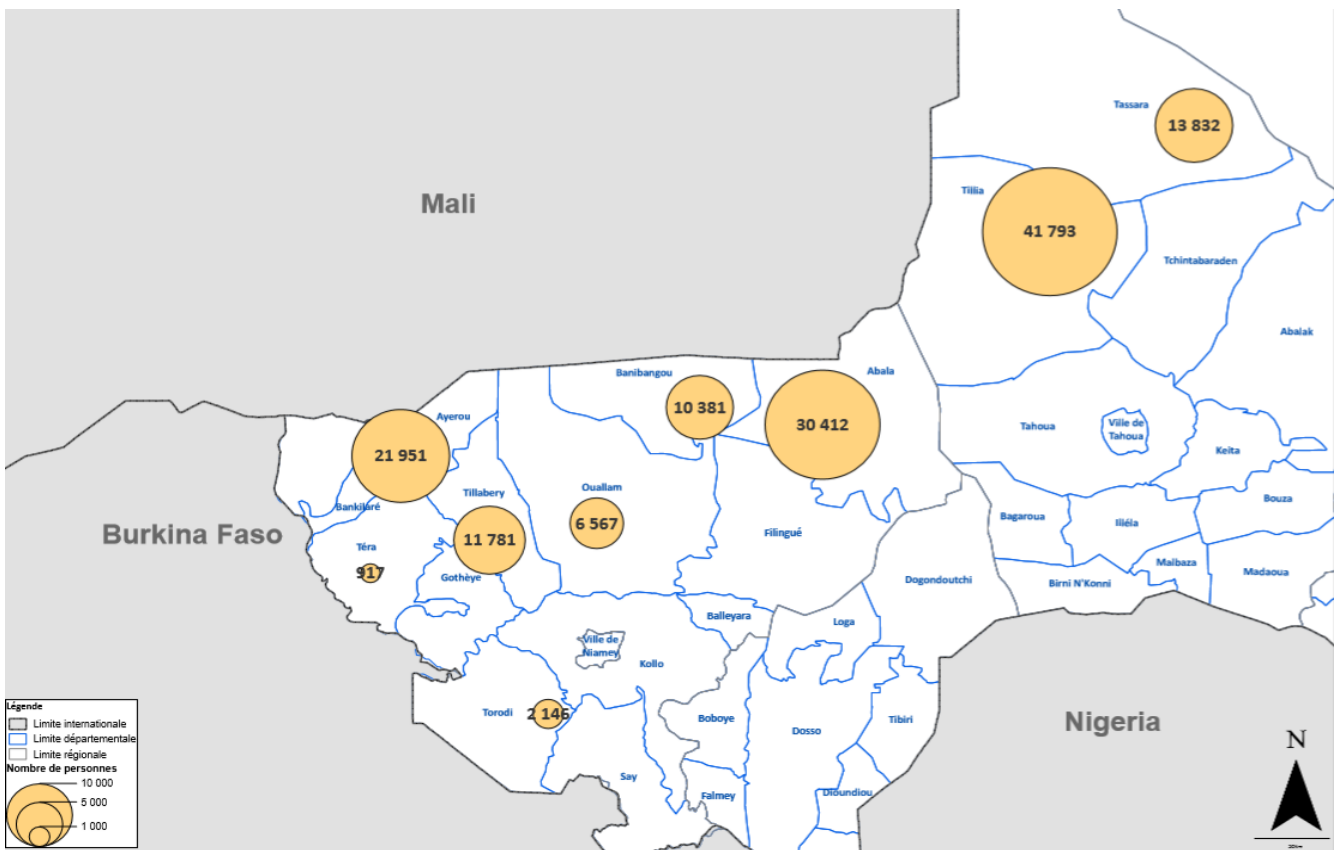 Tassara
13 832
Mali
Tillia
41 793
Tchintabaraden
Abalak
Banibangou
Abala
10 381
30 412
Ayerou
21 951
Tahoua
Ville de
Tahoua
Keita
Tillabery
Ouallam
Bankilaré
Bouza
Burkina Faso
6 567
Bagaroua
Illéla
11 781
Filingué
Téra
917
Gothèye
Dogondoutchi
Birni N'Konni
Malbaza
Madaoua
Balleyara
Loga
Ville de
Niamey
Kollo
Torodi
2 146
Boboye
Dosso
Tibiri
Nigeria
Say
Falmey
Dioundiou
N
Légende
Limite internationale
Limite départementale
Limite régionale
Nombre de personnes
10 000
5 000
1 000